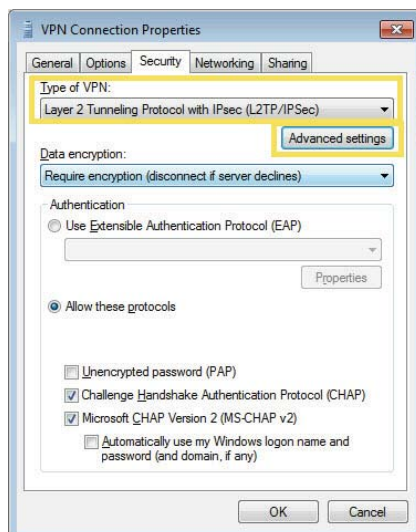 VPN Connection Properties
General Options Security Networking Sharing
Type of VPN:
Layer 2 Tunneling Protocol with IPsec (L2TP/IPSec)
Advanced settings
Data encryption:
Require encryption (disconnect if server declines)
Authentication
Use Extensible Authentication Protocol (EAP)
Properties
Allow these protocols
Unencrypted password (PAP)
Challenge Handshake Authentication Protocol (CHAP)
Microsoft CHAP Version 2 (MS-CHAP v2)
Automatically use my Windows logon name and
password (and domain, if any)
OK Cancel